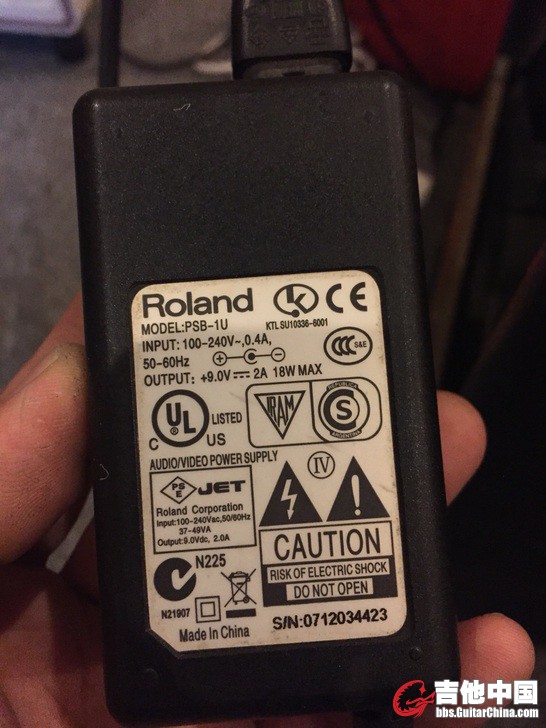 Roland
KTL SU10336-6001
MODEL:PSB-1U
INPUT: 100-240V~,0.4A,
50-60Hz
OUTPUT: +9.0V 2A 18W MAX
S&E
UL
LISTED
C US
IRAM
REPUBLICA
S
ARGENTINA
AUDIO/VIDEO POWER SUPPLY
IV
PS
E
JET
Roland Corporation
Input:100-240Vac,50/60Hz
37-49VA
Output:9.0Vdc, 2.0A
CAUTION
RISK OF ELECTRIC SHOCK
DO NOT OPEN
N225
N21907
Made In China
S/N:0712034423
吉他中国
bbs.GuitarChina.com